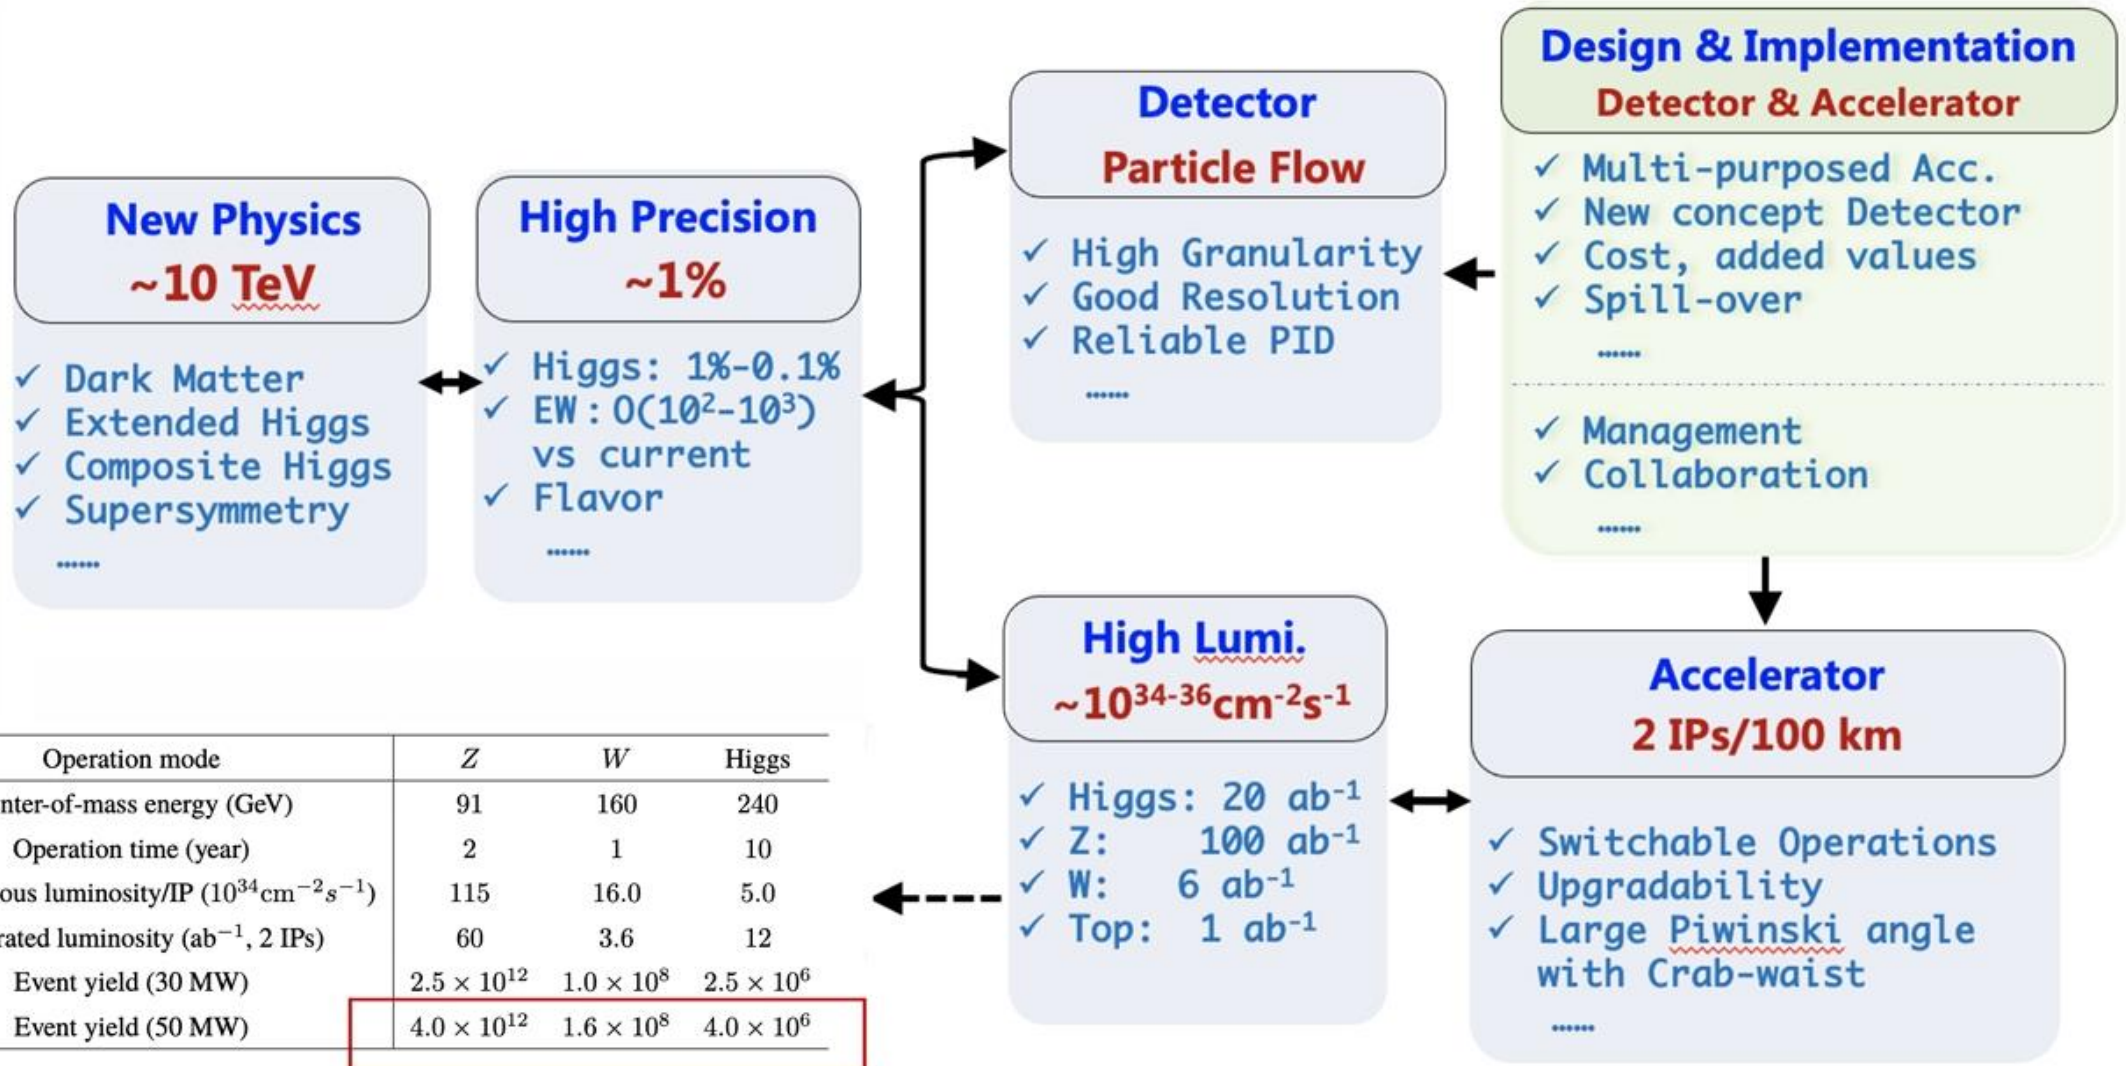 New Physics
~10 TeV
✓ Dark Matter
✓ Extended Higgs
✓ Composite Higgs
✓ Supersymmetry
……
High Precision
~1%
✓ Higgs: 1%-0.1%
✓ EW: O(10²-10³)
vs current
✓ Flavor
……
Detector
Particle Flow
✓ High Granularity
✓ Good Resolution
✓ Reliable PID
……
Design & Implementation
Detector & Accelerator
✓ Multi-purposed Acc.
✓ New concept Detector
✓ Cost, added values
✓ Spill-over
……
✓ Management
✓ Collaboration
……
High Lumi.
~10³⁴⁻³⁶cm⁻²s⁻¹
✓ Higgs: 20 ab⁻¹
✓ Z: 100 ab⁻¹
✓ W: 6 ab⁻¹
✓ Top: 1 ab⁻¹
Accelerator
2 IPs/100 km
✓ Switchable Operations
✓ Upgradability
✓ Large Piwinski angle
with Crab-waist
……
Operation mode Z W Higgs
nter-of-mass energy (GeV) 91 160 240
Operation time (year) 2 1 10
ous luminosity/IP (10³⁴cm⁻²s⁻¹) 115 16.0 5.0
rated luminosity (ab⁻¹, 2 IPs) 60 3.6 12
Event yield (30 MW) 2.5 × 10¹² 1.0 × 10⁸ 2.5 × 10⁶
Event yield (50 MW) 4.0 × 10¹² 1.6 × 10⁸ 4.0 × 10⁶